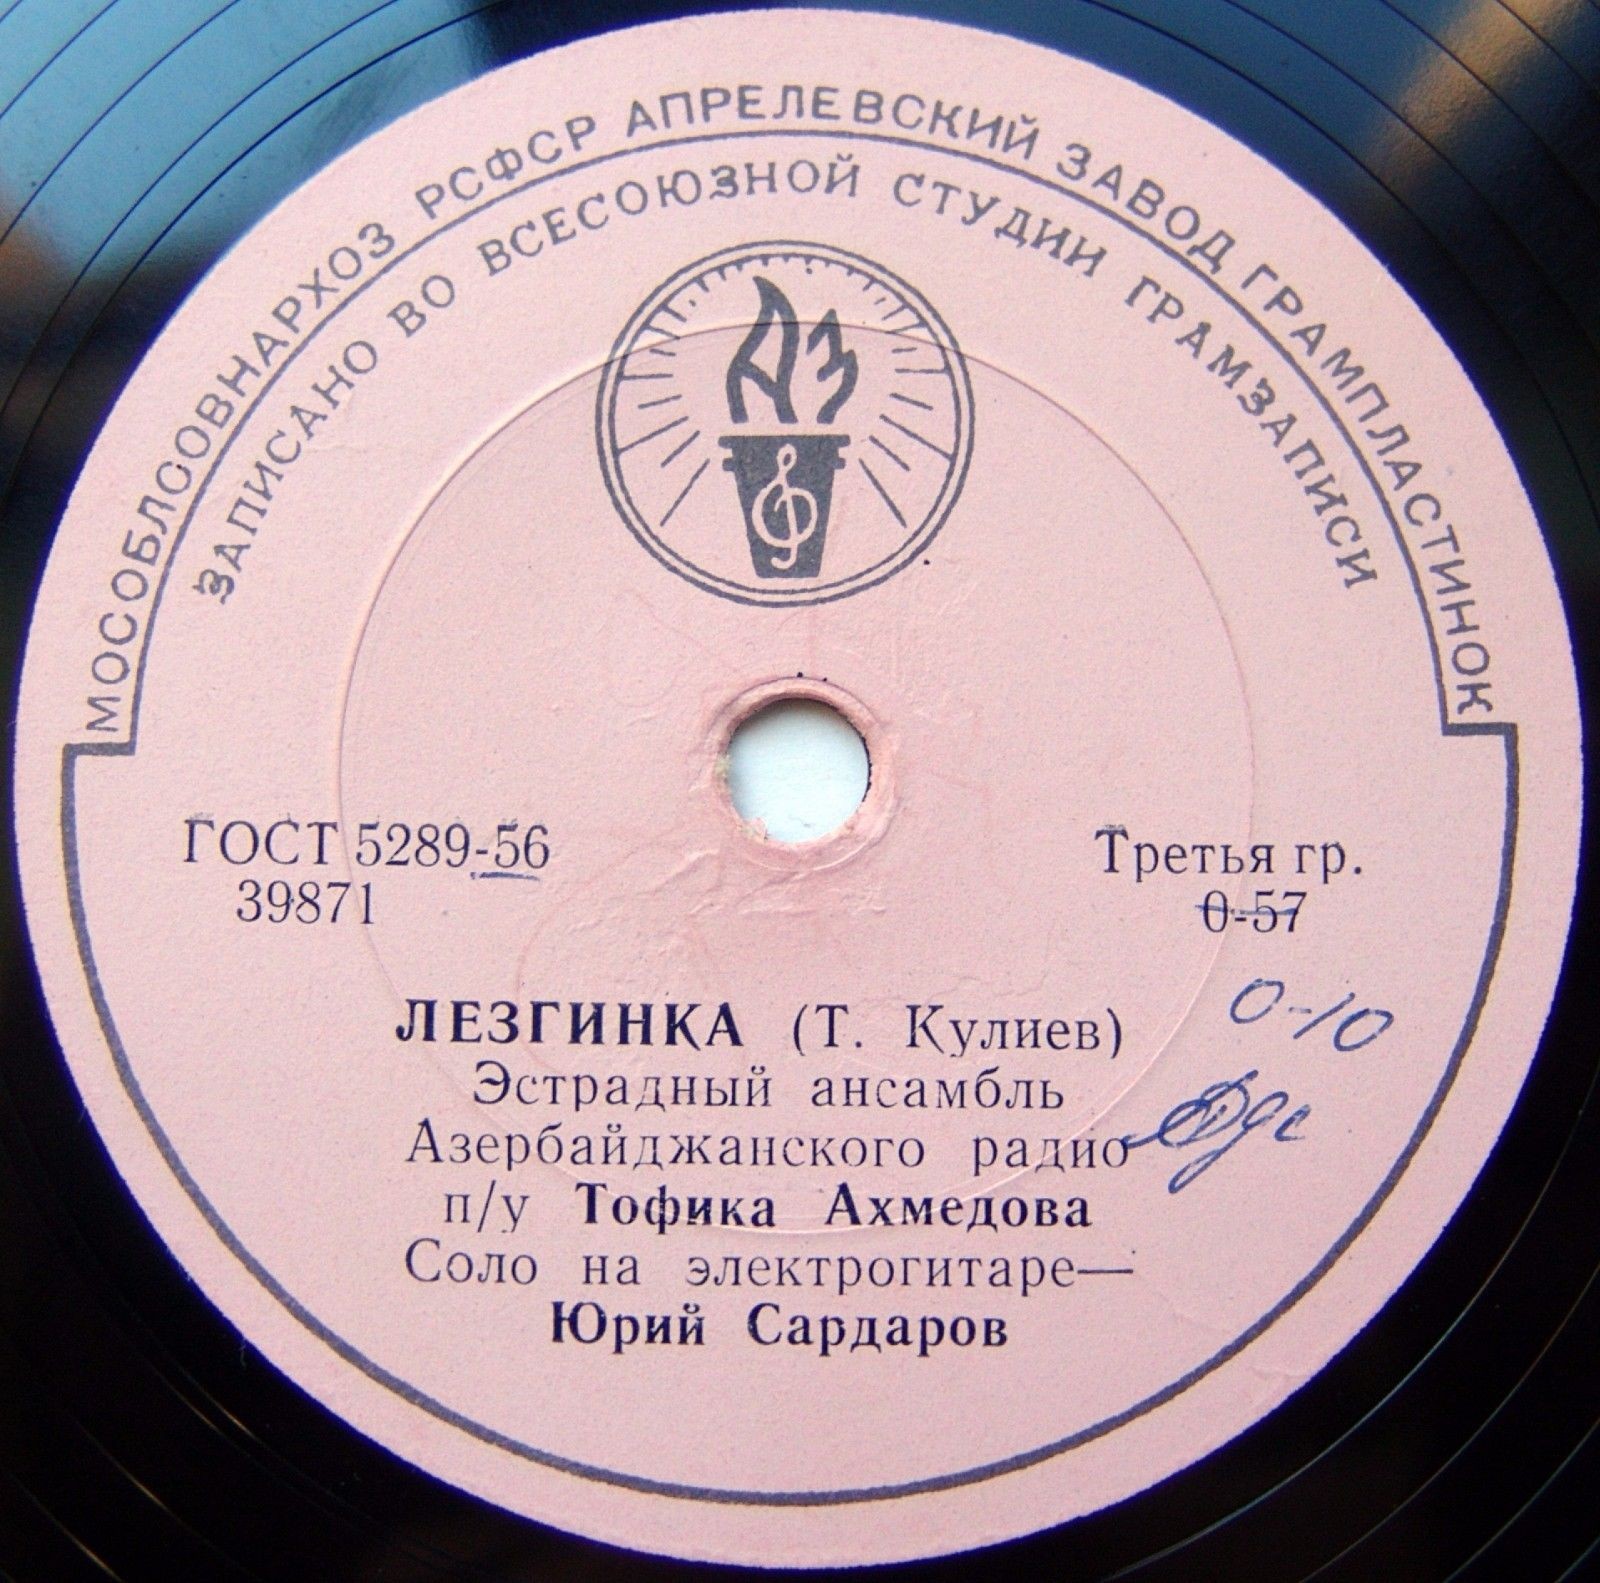 МОСОБЛСОВНАРХОЗ РСФСР АПРЕЛЕВСКИЙ ЗАВОД ГРАМПЛАСТИНОК
ЗАПИСАНО ВО ВСЕСОЮЗНОЙ СТУДИИ ГРАМЗАПИСИ
АЗ
ГОСТ 5289-56
39871
Третья гр.
0-57
0-10
ЛЕЗГИНКА (Т. Кулиев)
Эстрадный ансамбль
Азербайджанского радио
п/у Тофика Ахмедова
Соло на электрогитаре—
Юрий Сардаров